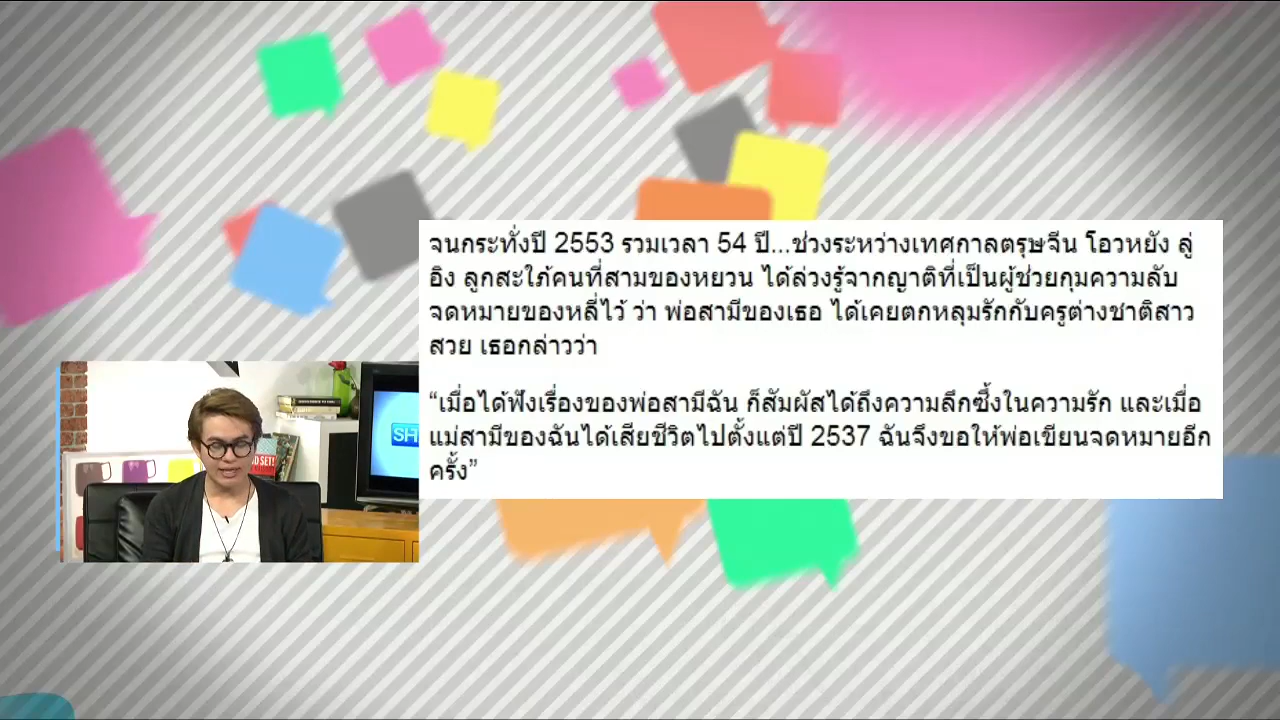 จนกระทั่งปี 2553 รวมเวลา 54 ปี...ช่วงระหว่างเทศกาลตรุษจีน โอวหยัง ลู่
อิง ลูกสะใภ้คนที่สามของหยวน ได้ล่วงรู้จากญาติที่เป็นผู้ช่วยกุมความลับ
จดหมายของหลี่ไว้ ว่า พ่อสามีของเธอ ได้เคยตกหลุมรักกับครูต่างชาติสาว
สวย เธอกล่าวว่า
“เมื่อได้ฟังเรื่องของพ่อสามีฉัน ก็สัมผัสได้ถึงความลึกซึ้งในความรัก และเมื่อ
แม่สามีของฉันได้เสียชีวิตไปตั้งแต่ปี 2537 ฉันจึงขอให้พ่อเขียนจดหมายอีก
ครั้ง”
SH